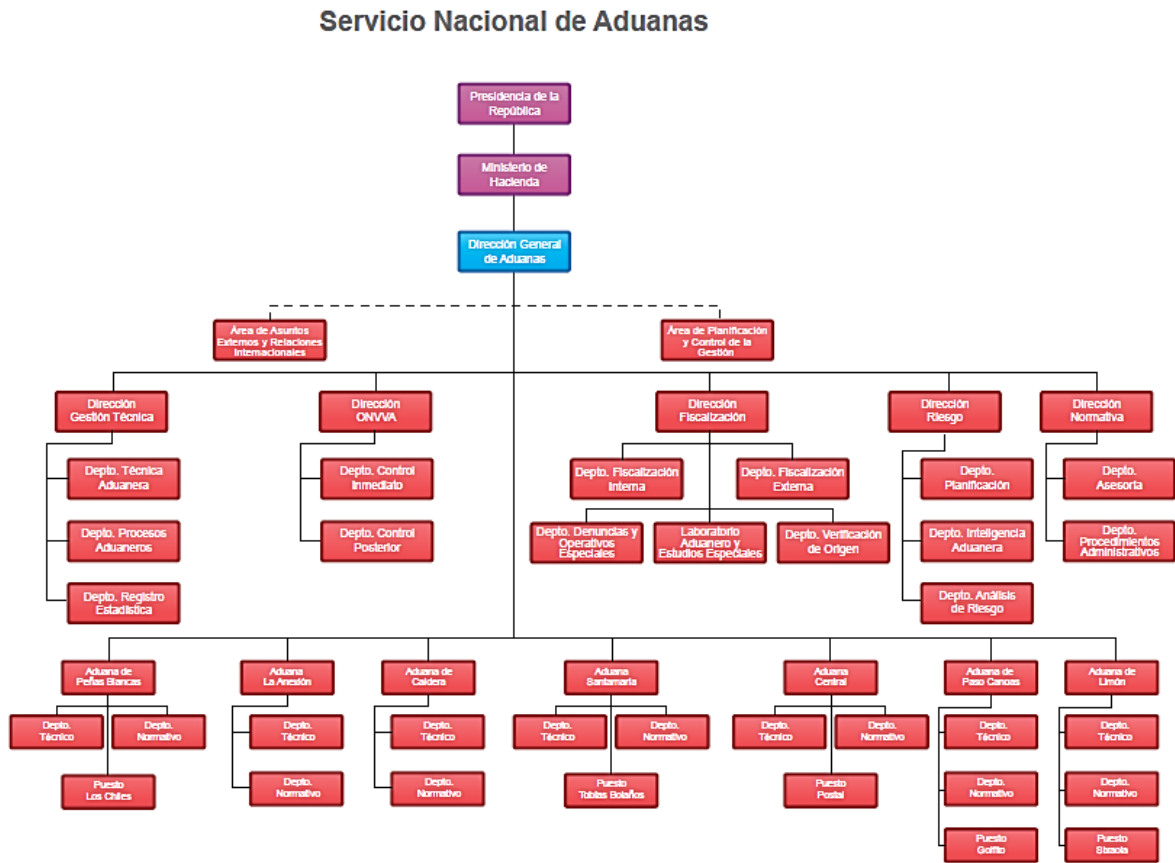 Servicio Nacional de Aduanas
Presidencia de la
República
Ministerio de
Hacienda
Dirección General
de Aduanas
Área de Asuntos
Externos y Relaciones
Internacionales
Área de Planificación
y Control de la
Gestión
Dirección
Gestión Técnica
Dirección
ONVVA
Dirección
Fiscalización
Dirección
Riesgo
Dirección
Normativa
Depto. Técnica
Aduanera
Depto. Control
Inmediato
Depto. Fiscalización
Interna
Depto. Fiscalización
Externa
Depto.
Planificación
Depto.
Asesoría
Depto. Procesos
Aduaneros
Depto. Control
Posterior
Depto. Denuncias y
Operativos
Especiales
Laboratorio
Aduanero y
Estudios Especiales
Depto. Verificación
de Origen
Depto. Inteligencia
Aduanera
Depto.
Procedimientos
Administrativos
Depto. Registro
Estadística
Depto. Análisis
de Riesgo
Aduana de
Peñas Blancas
Aduana
La Anexión
Aduana de
Caldera
Aduana
Santamaría
Aduana
Central
Aduana de
Paso Canoas
Aduana de
Limón
Depto.
Técnico
Depto.
Normativo
Depto.
Técnico
Depto.
Técnico
Depto.
Técnico
Depto.
Normativo
Depto.
Técnico
Depto.
Normativo
Depto.
Técnico
Depto.
Técnico
Puesto
Los Chiles
Depto.
Normativo
Depto.
Normativo
Puesto
Tobías Bolaños
Puesto
Postal
Depto.
Normativo
Depto.
Normativo
Puesto
Golfito
Puesto
Sixaola